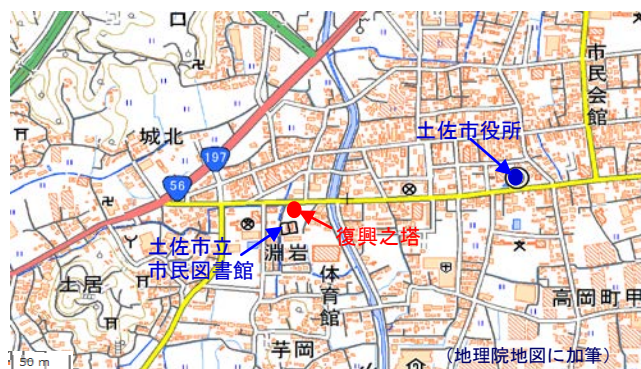 口
市民会館
城北
土佐市役所
197
56
復興之塔
土佐市立
市民図書館
淵岩
土居
体育館
高岡町甲
芋岡
50 m
(地理院地図に加筆)